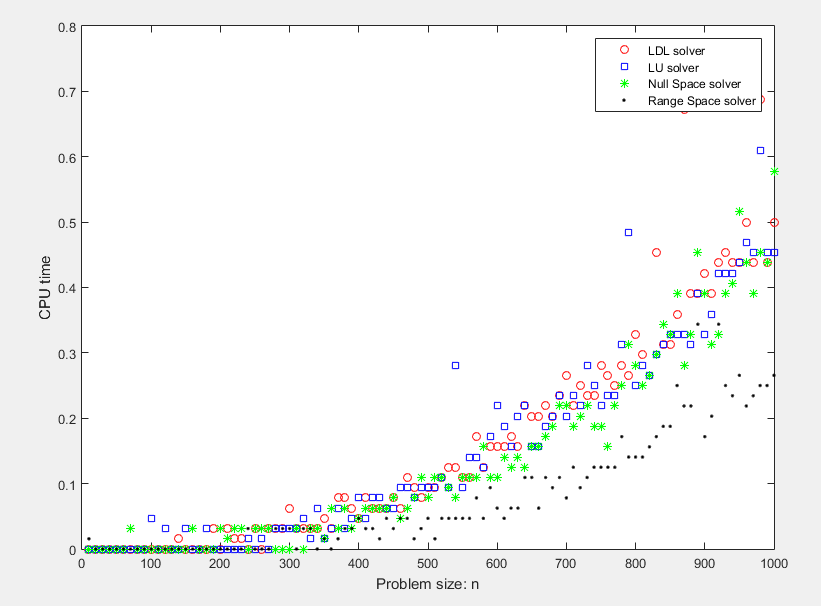 0.8
0.7
0.6
0.5
0.4
0.3
0.2
0.1
0
CPU time
LDL solver
LU solver
Null Space solver
Range Space solver
0 100 200 300 400 500 600 700 800 900 1000
Problem size: n